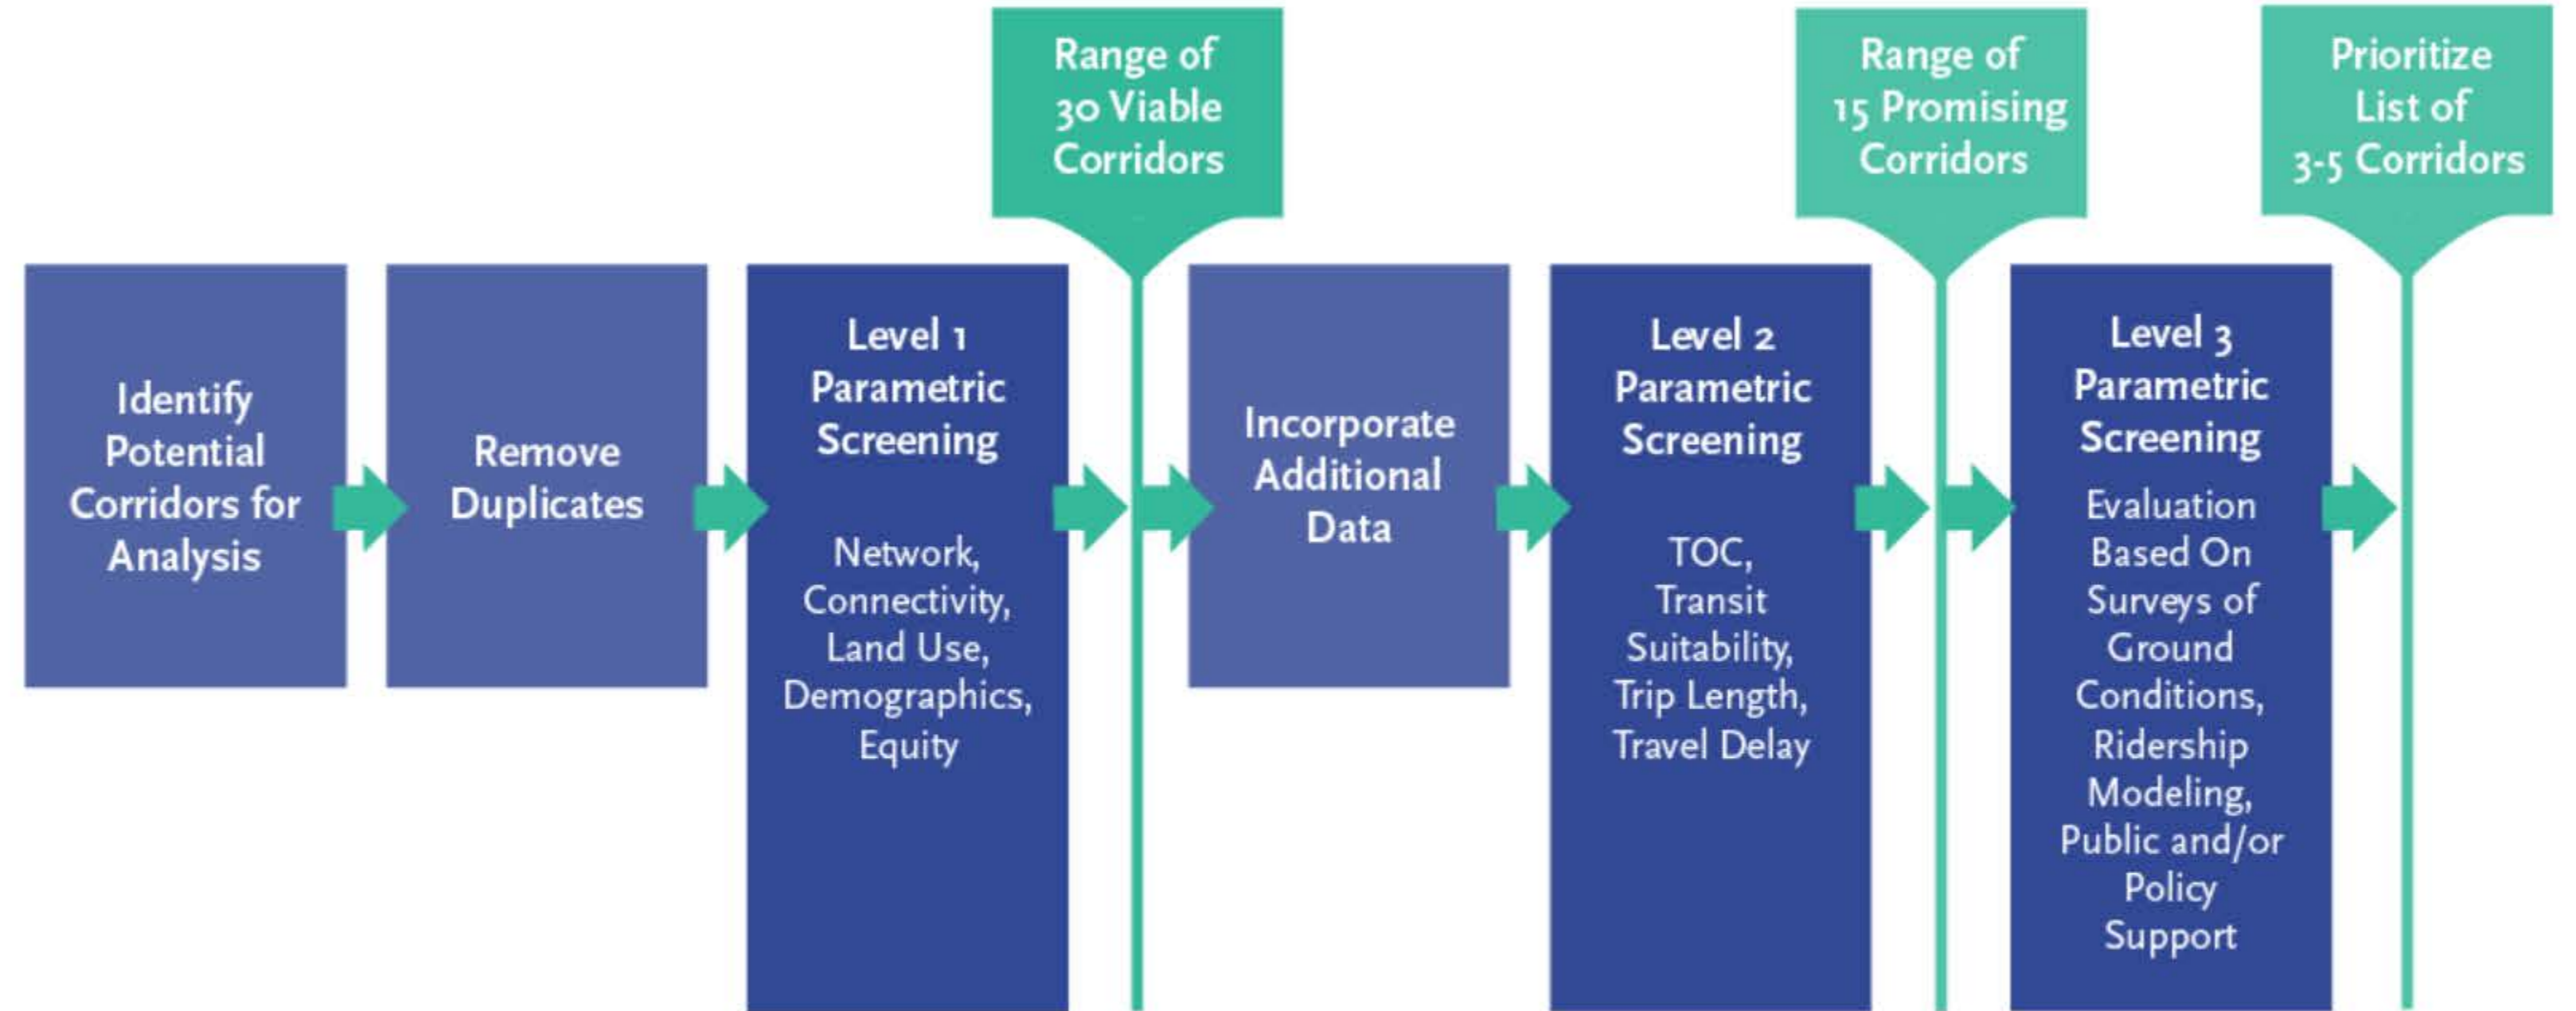 Identify
Potential
Corridors for
Analysis
Remove
Duplicates
Level 1
Parametric
Screening
Network,
Connectivity,
Land Use,
Demographics,
Equity
Range of
30 Viable
Corridors
Incorporate
Additional
Data
Level 2
Parametric
Screening
TOC,
Transit
Suitability,
Trip Length,
Travel Delay
Range of
15 Promising
Corridors
Level 3
Parametric
Screening
Evaluation
Based On
Surveys of
Ground
Conditions,
Ridership
Modeling,
Public and/or
Policy
Support
Prioritize
List of
3-5 Corridors